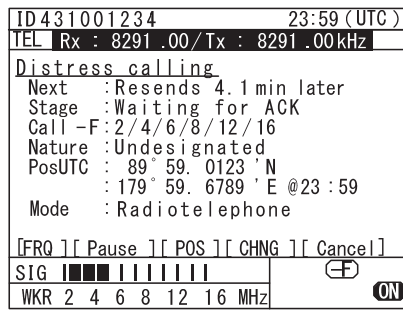 ID431001234 23:59 (UTC)
TEL Rx : 8291 .00/Tx : 8291 .00kHz
Distress calling
Next :Resends 4.1min later
Stage :Waiting for ACK
Call -F:2/4/6/8/12/16
Nature :Undesignated
PosUTC : 89° 59. 0123 'N
:179° 59. 6789 'E @23:59
Mode :Radiotelephone
[FRQ ][ Pause ][ POS ][ CHNG ][ Cancel]
SIG
F
WKR 2 4 6 8 12 16 MHz
ON